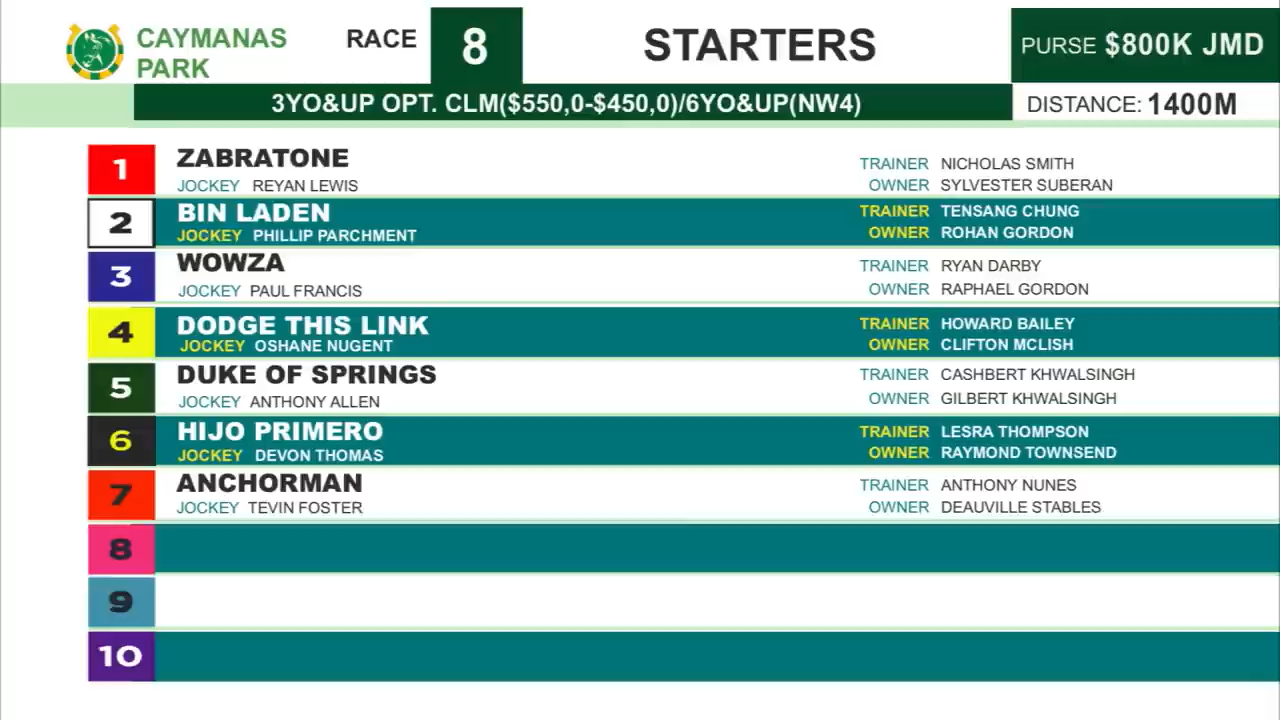 CAYMANAS
PARK
RACE 8 STARTERS PURSE $800K JMD
3YO&UP OPT. CLM($550,0-$450,0)/6YO&UP(NW4) DISTANCE: 1400M
1 ZABRATONE TRAINER NICHOLAS SMITH
JOCKEY REYAN LEWIS OWNER SYLVESTER SUBERAN
2 BIN LADEN TRAINER TENSANG CHUNG
JOCKEY PHILLIP PARCHMENT OWNER ROHAN GORDON
3 WOWZA TRAINER RYAN DARBY
JOCKEY PAUL FRANCIS OWNER RAPHAEL GORDON
4 DODGE THIS LINK TRAINER HOWARD BAILEY
JOCKEY OSHANE NUGENT OWNER CLIFTON MCLISH
5 DUKE OF SPRINGS TRAINER CASHBERT KHWALSINGH
JOCKEY ANTHONY ALLEN OWNER GILBERT KHWALSINGH
6 HIJO PRIMERO TRAINER LESRA THOMPSON
JOCKEY DEVON THOMAS OWNER RAYMOND TOWNSEND
7 ANCHORMAN TRAINER ANTHONY NUNES
JOCKEY TEVIN FOSTER OWNER DEAUVILLE STABLES
8
9
10